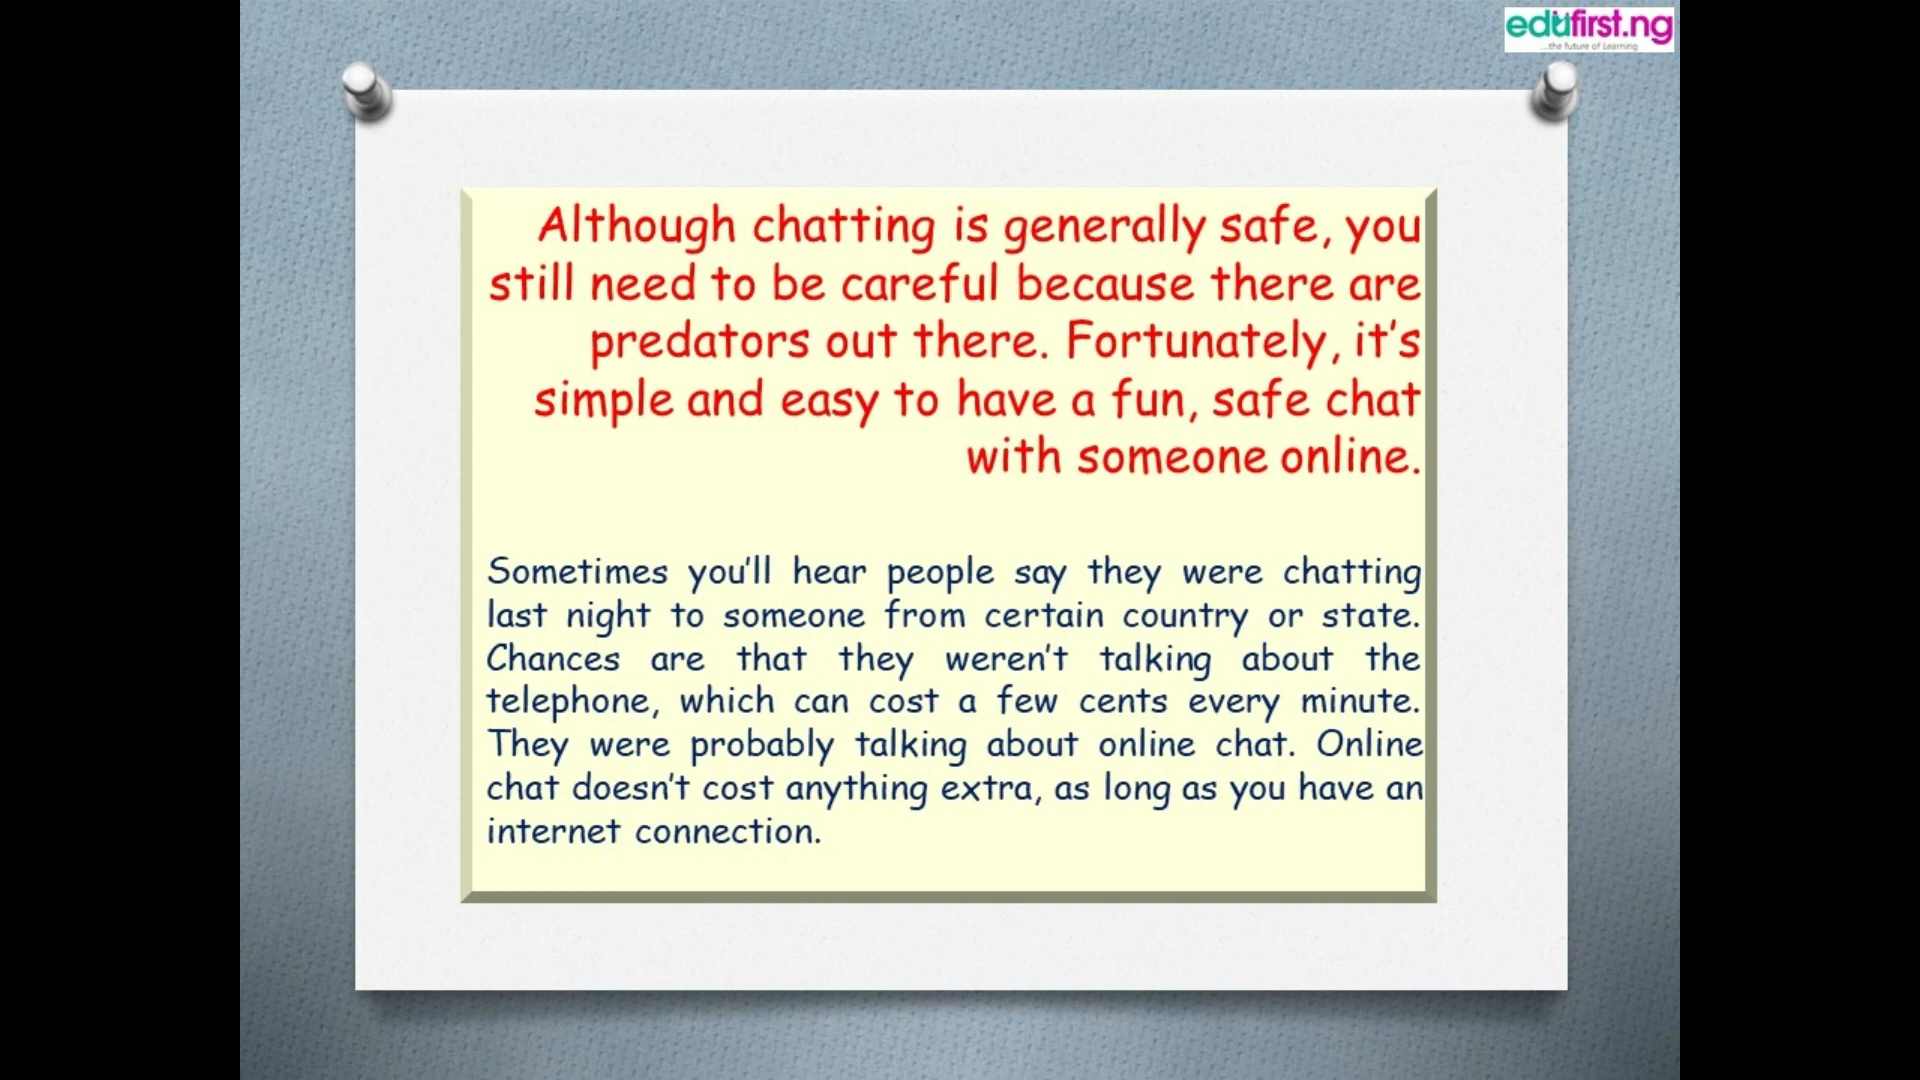 edufirst.ng
...the future of Learning
Although chatting is generally safe, you
still need to be careful because there are
predators out there. Fortunately, it's
simple and easy to have a fun, safe chat
with someone online.
Sometimes you'll hear people say they were chatting
last night to someone from certain country or state.
Chances are that they weren't talking about the
telephone, which can cost a few cents every minute.
They were probably talking about online chat. Online
chat doesn't cost anything extra, as long as you have an
internet connection.